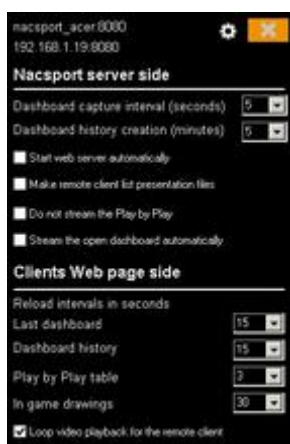 nacsport_acer:8080
192.168.1.19:8080
Nacsport server side
Dashboard capture interval (seconds) 5
Dashboard history creation (minutes) 5
Start web server automatically
Make remote client list presentation files
Do not stream the Play by Play
Stream the open dashboard automatically
Clients Web page side
Reload intervals in seconds
Last dashboard 15
Dashboard history 15
Play by Play table 3
In game drawings 30
Loop video playback for the remote client